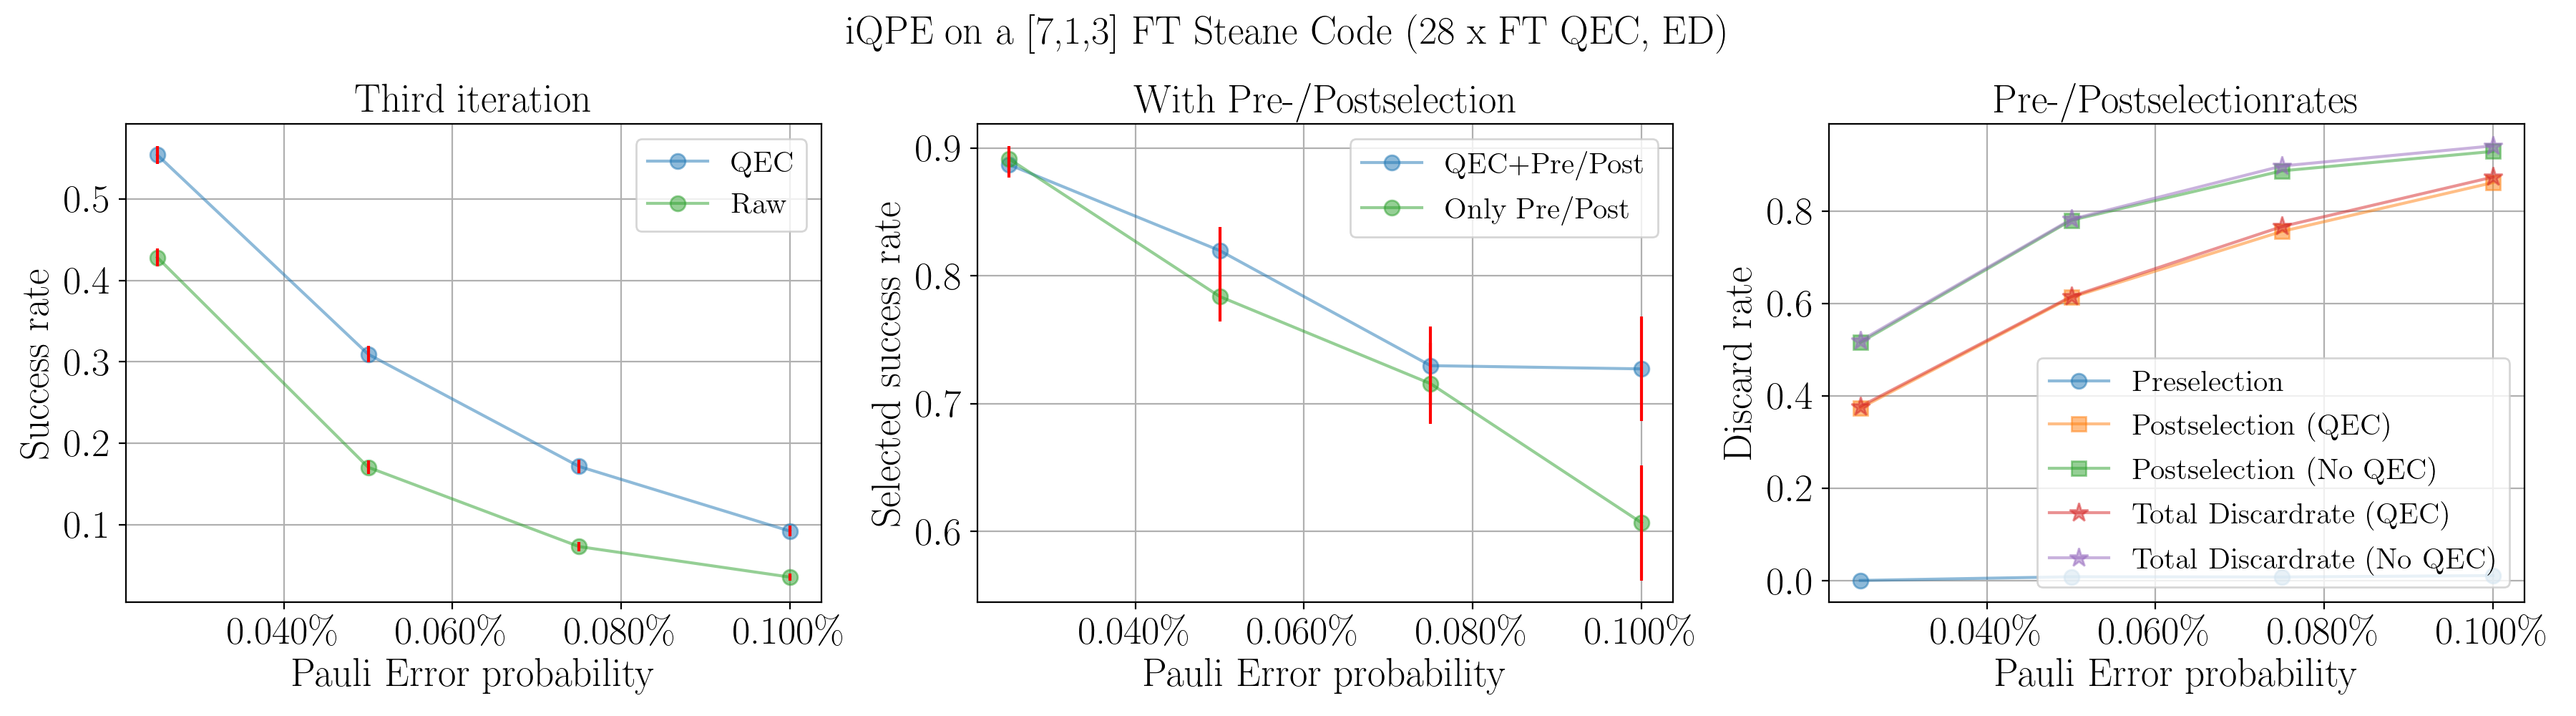 iQPE on a [7,1,3] FT Steane Code (28 x FT QEC, ED)
Third iteration
Success rate
0.5
0.4
0.3
0.2
0.1
QEC
Raw
0.040% 0.060% 0.080% 0.100%
Pauli Error probability
With Pre-/Postselection
Selected success rate
0.9
0.8
0.7
0.6
QEC+Pre/Post
Only Pre/Post
0.040% 0.060% 0.080% 0.100%
Pauli Error probability
Pre-/Postselectionrates
Discard rate
0.8
0.6
0.4
0.2
0.0
Preselection
Postselection (QEC)
Postselection (No QEC)
Total Discardrate (QEC)
Total Discardrate (No QEC)
0.040% 0.060% 0.080% 0.100%
Pauli Error probability